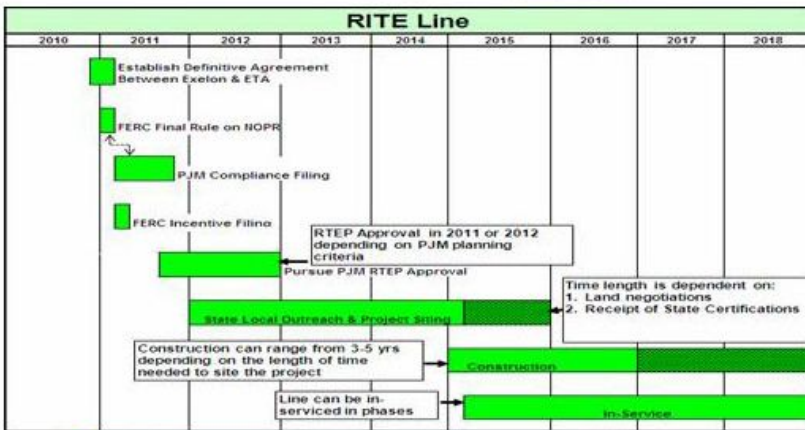 RITE Line
2010 2011 2012 2013 2014 2015 2016 2017 2018
Establish Definitive Agreement
Between Exelon & ETA
FERC Final Rule on NOPR
PJM Compliance Filing
FERC Incentive Filing
RTEP Approval in 2011 or 2012
depending on PJM planning
criteria
Pursue PJM RTEP Approval
Time length is dependent on:
1. Land negotiations
2. Receipt of State Certifications
State Local Outreach & Project Siting
Construction can range from 3-5 yrs
depending on the length of time
needed to site the project
Construction
Line can be in-
serviced in phases
In-Service